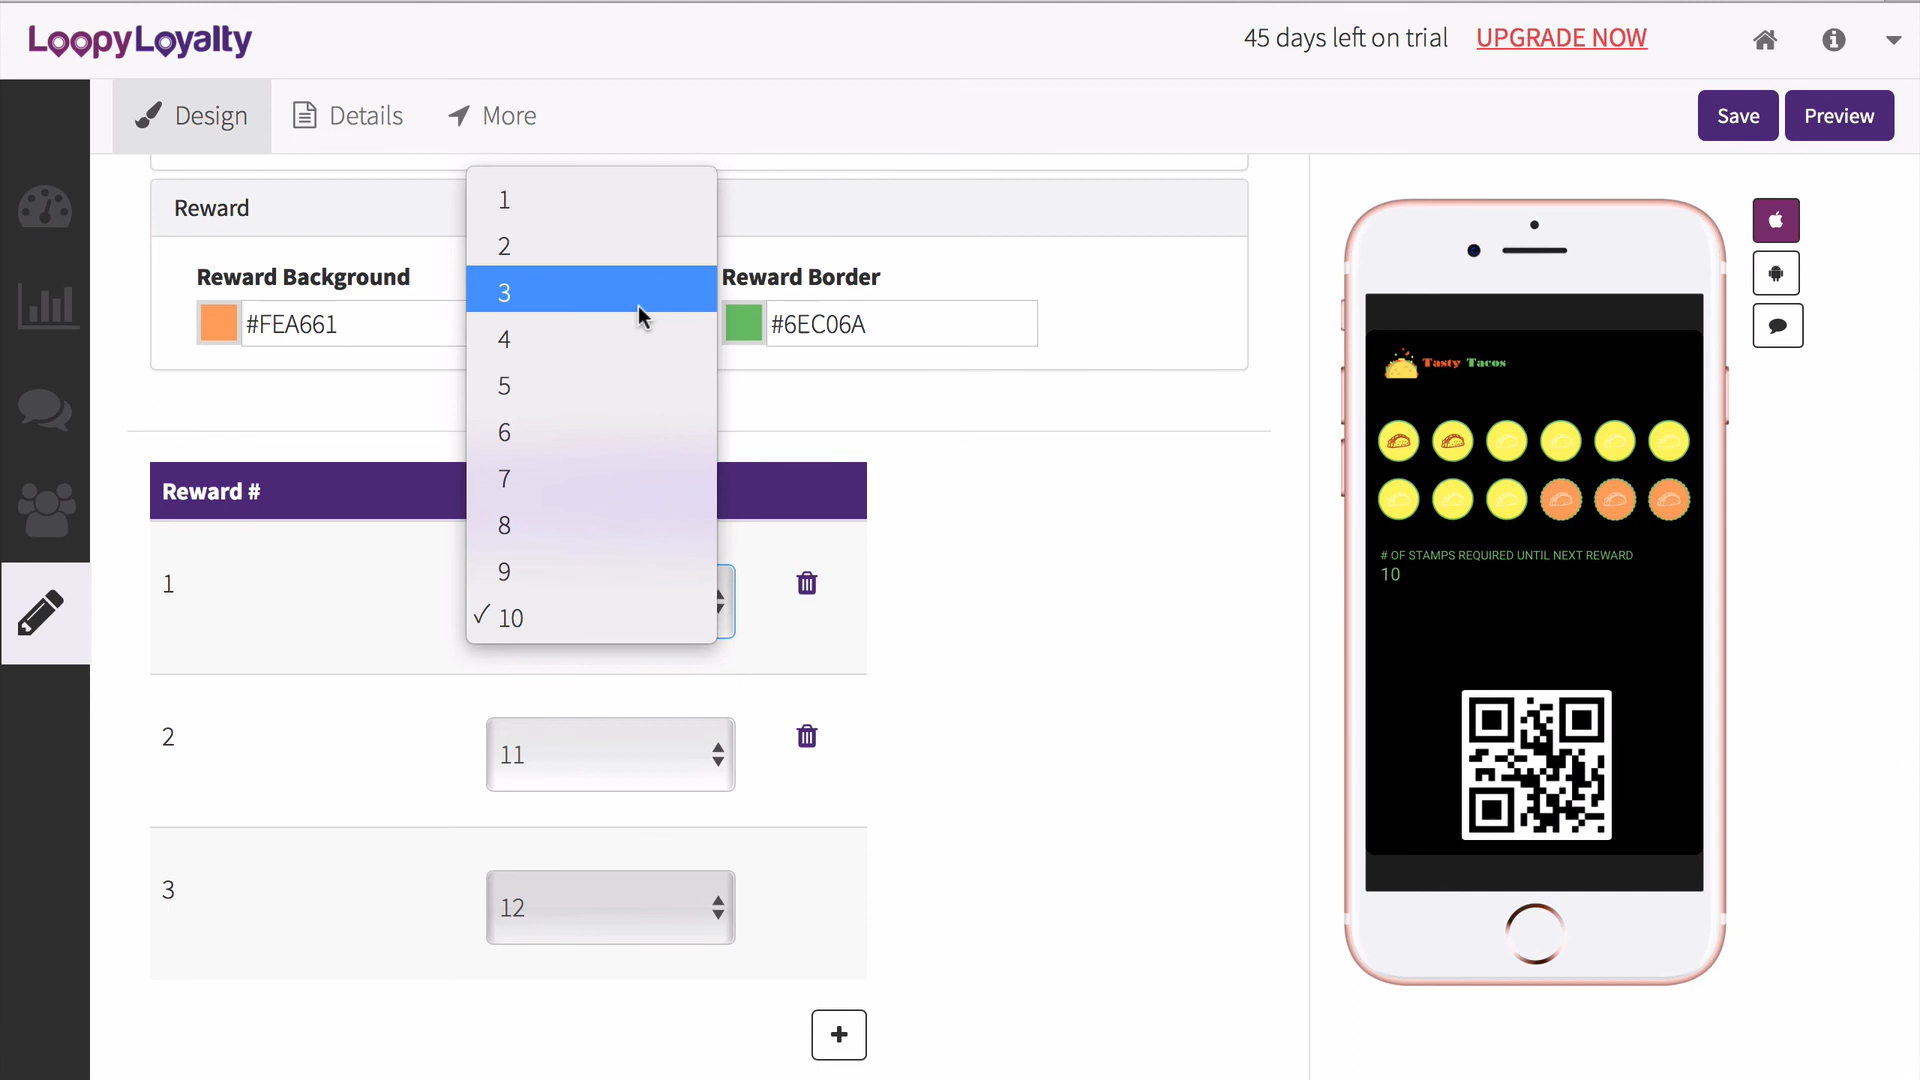 LoopyLoyalty
45 days left on trial UPGRADE NOW
Design Details More
Save Preview
Reward
Reward Background Reward Border
#FEA661 #6EC06A
1
2
3
4
5
6
7
8
9
✓ 10
Reward #
1
2 11
3 12
+
Tasty Tacos
# OF STAMPS REQUIRED UNTIL NEXT REWARD
10